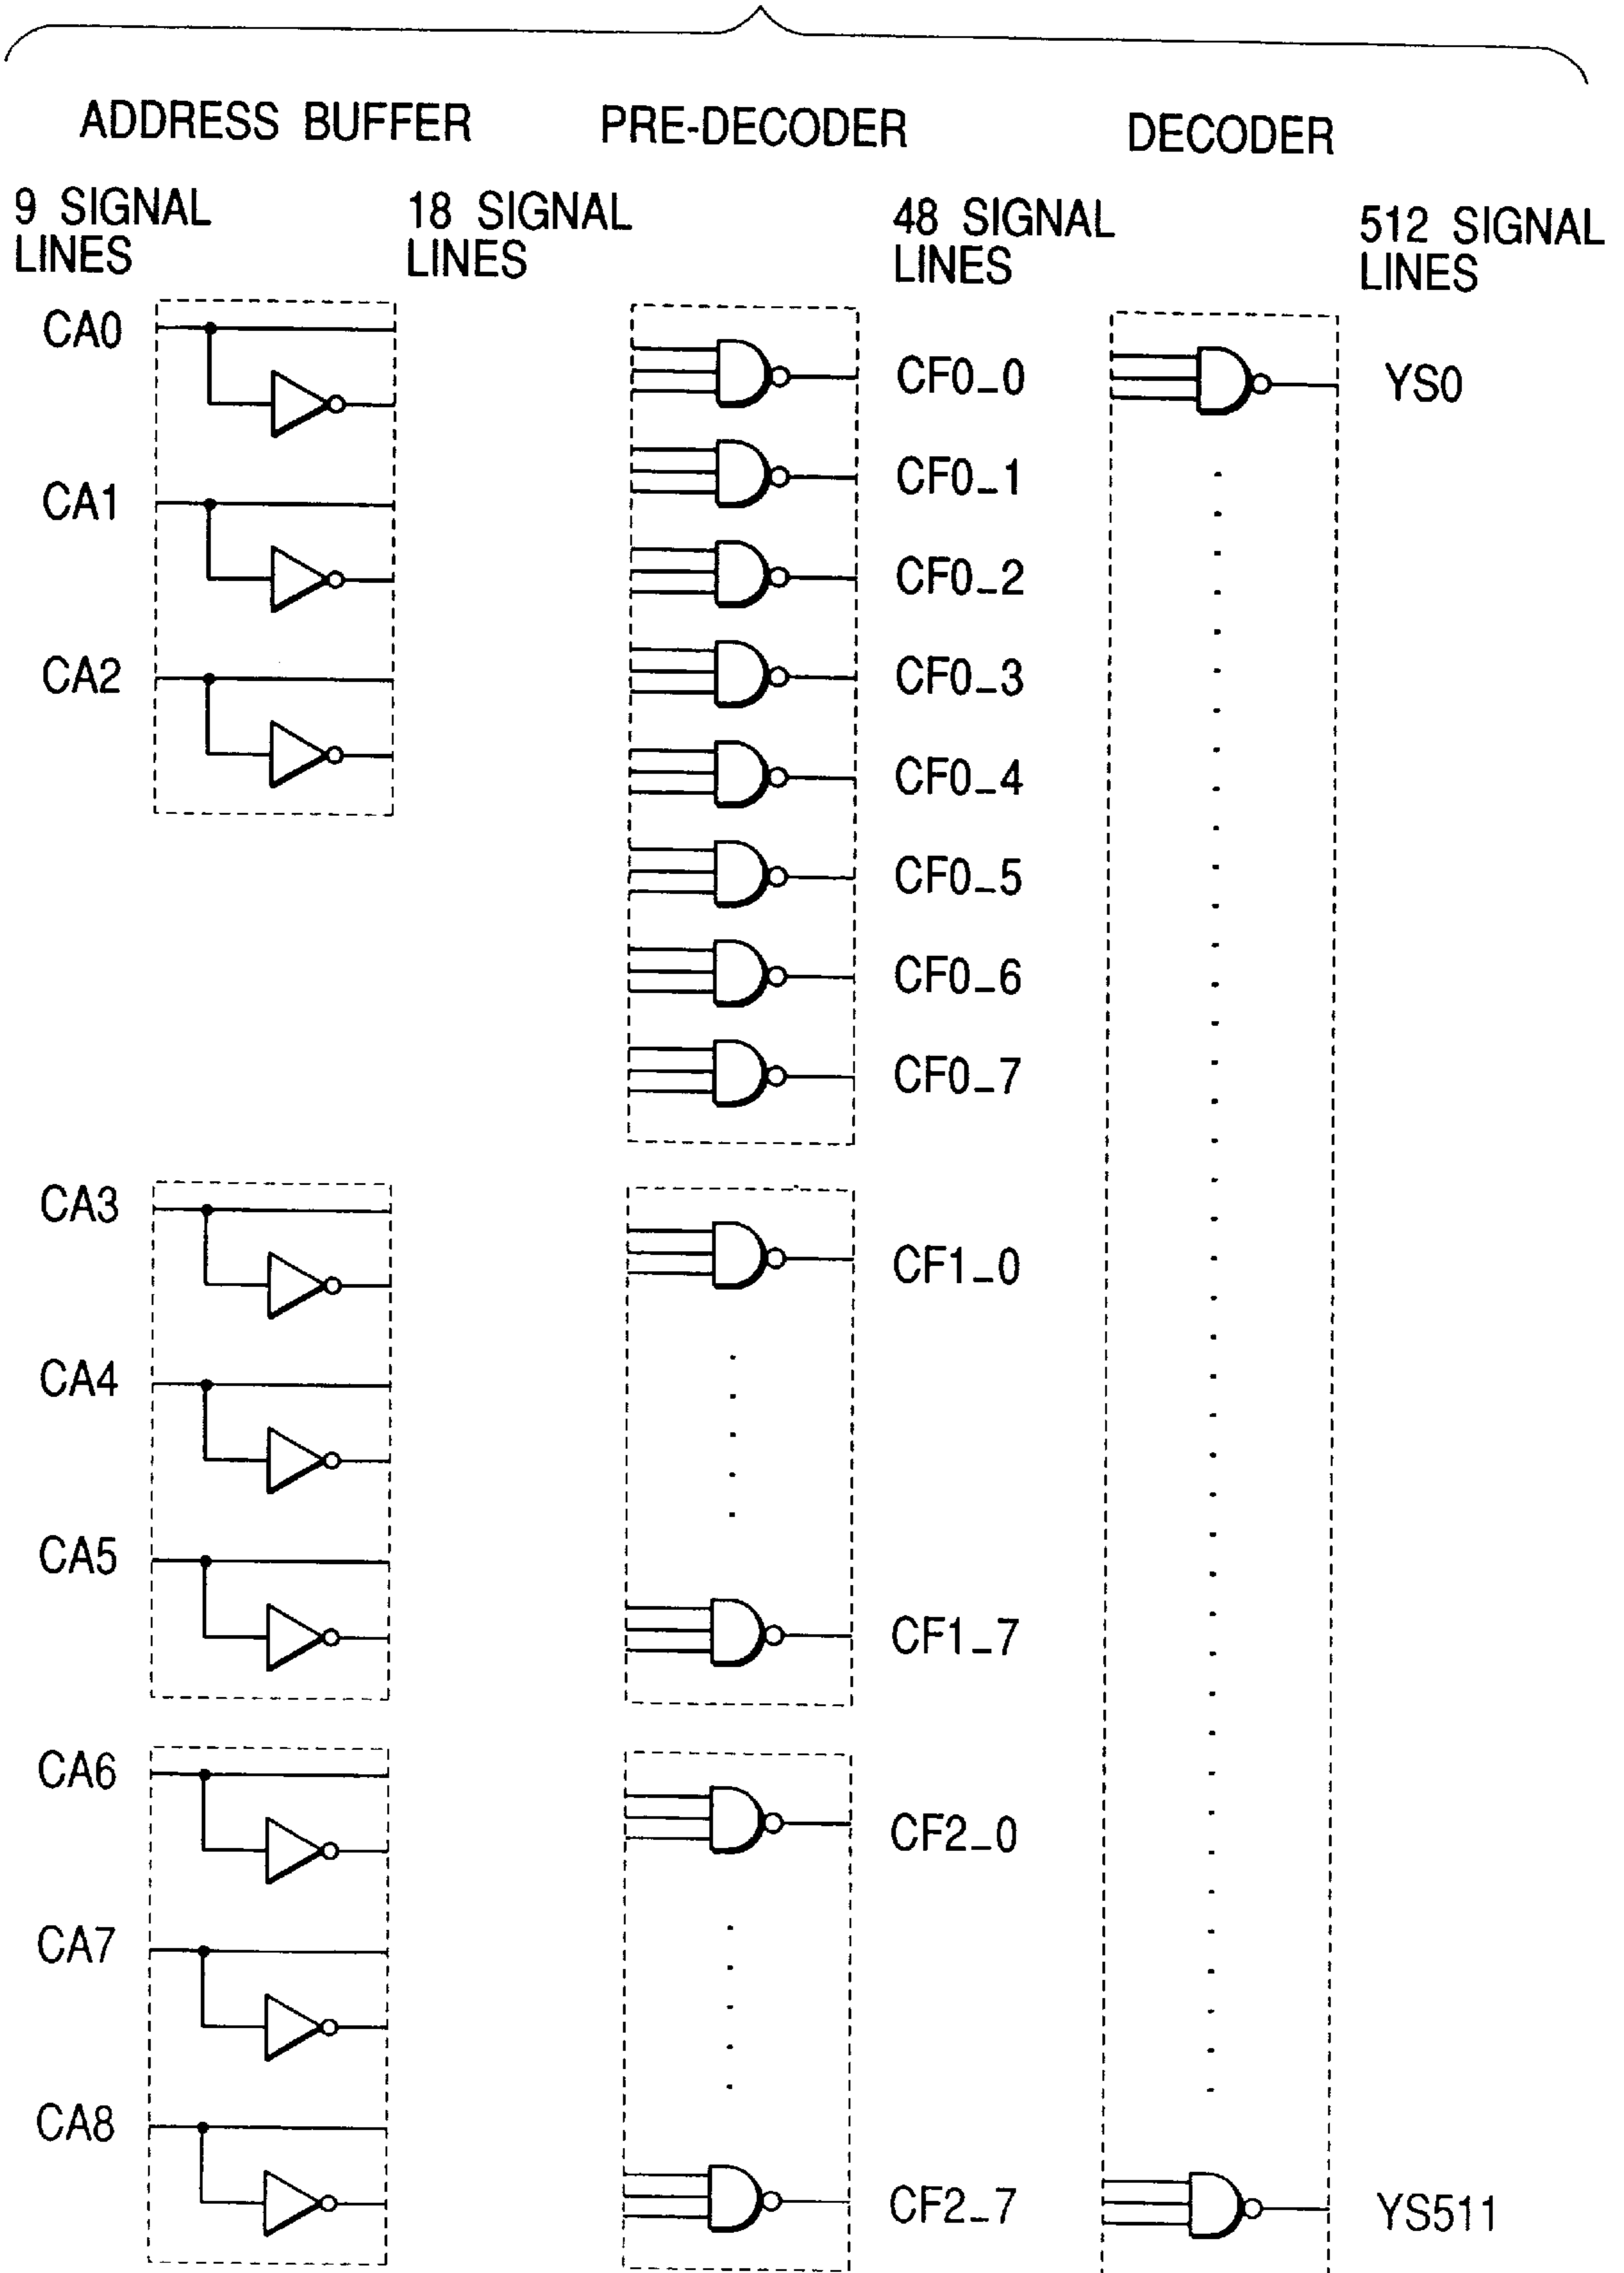 ADDRESS BUFFER
PRE-DECODER
DECODER
9 SIGNAL
LINES
18 SIGNAL
LINES
48 SIGNAL
LINES
512 SIGNAL
LINES
CA0
CA1
CA2
CF0_0
CF0_1
CF0_2
CF0_3
CF0_4
CF0_5
CF0_6
CF0_7
YS0
CA3
CA4
CA5
CF1_0
CF1_7
CA6
CA7
CA8
CF2_0
CF2_7
YS511